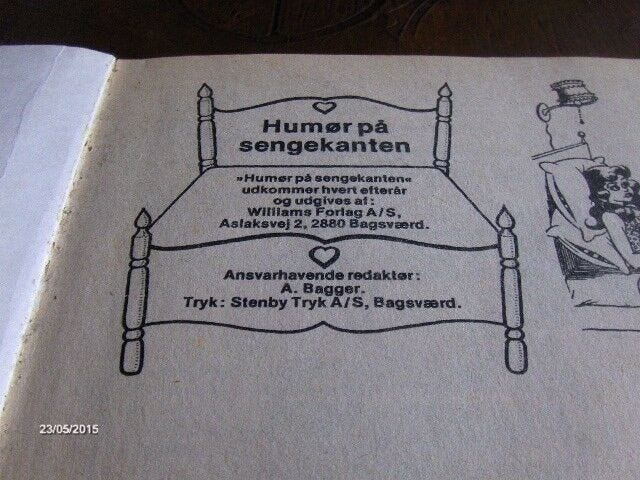 Humør på
sengekanten
»Humør på sengekanten«
udkommer hvert efterår
og udgives af:
Williams Forlag A/S,
Aslaksvej 2, 2880 Bagsværd.
Ansvarhavende redaktør:
A. Bagger.
Tryk: Stenby Tryk A/S, Bagsværd.
23/05/2015